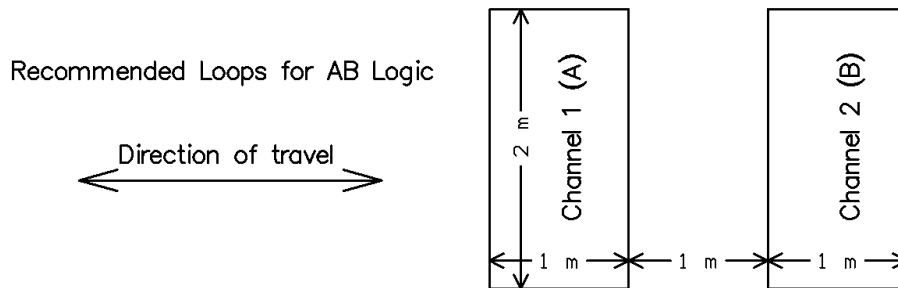 Recommended Loops for AB Logic
Direction of travel
Channel 1 (A)
2 m
Channel 2 (B)
1 m
1 m
1 m